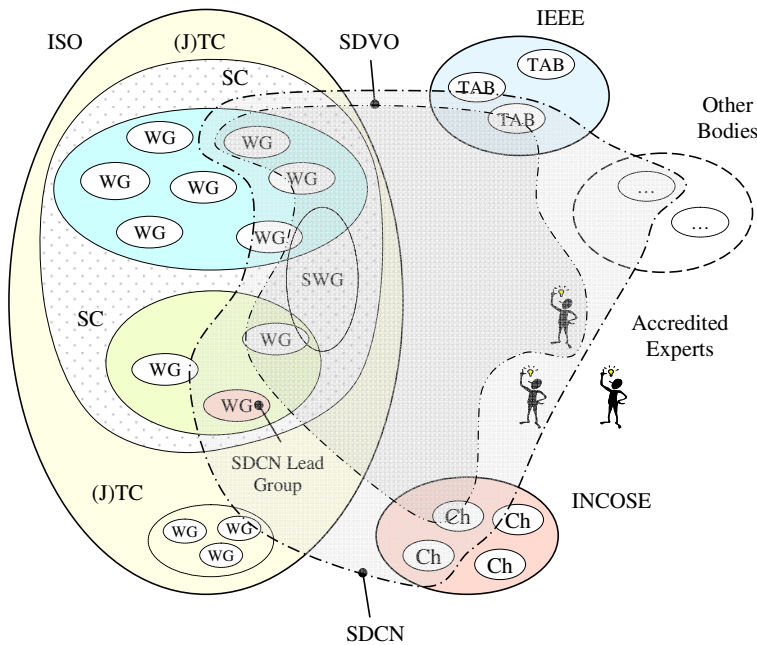 IEEE
ISO
(J)TC
SDVO
TAB
SC
TAB
Other
Bodies
TAB
WG
WG
WG
WG
WG
...
WG
...
WG
SWG
SC
Accredited
Experts
WG
WG
WG
SDCN Lead
Group
(J)TC
INCOSE
Ch
Ch
WG
WG
WG
Ch
Ch
SDCN